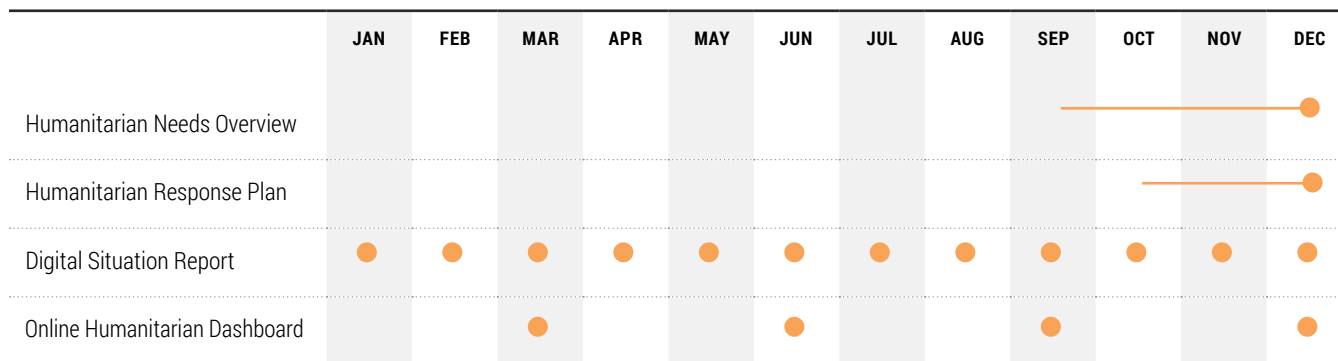 JAN FEB MAR APR MAY JUN JUL AUG SEP OCT NOV DEC
Humanitarian Needs Overview
Humanitarian Response Plan
Digital Situation Report
Online Humanitarian Dashboard